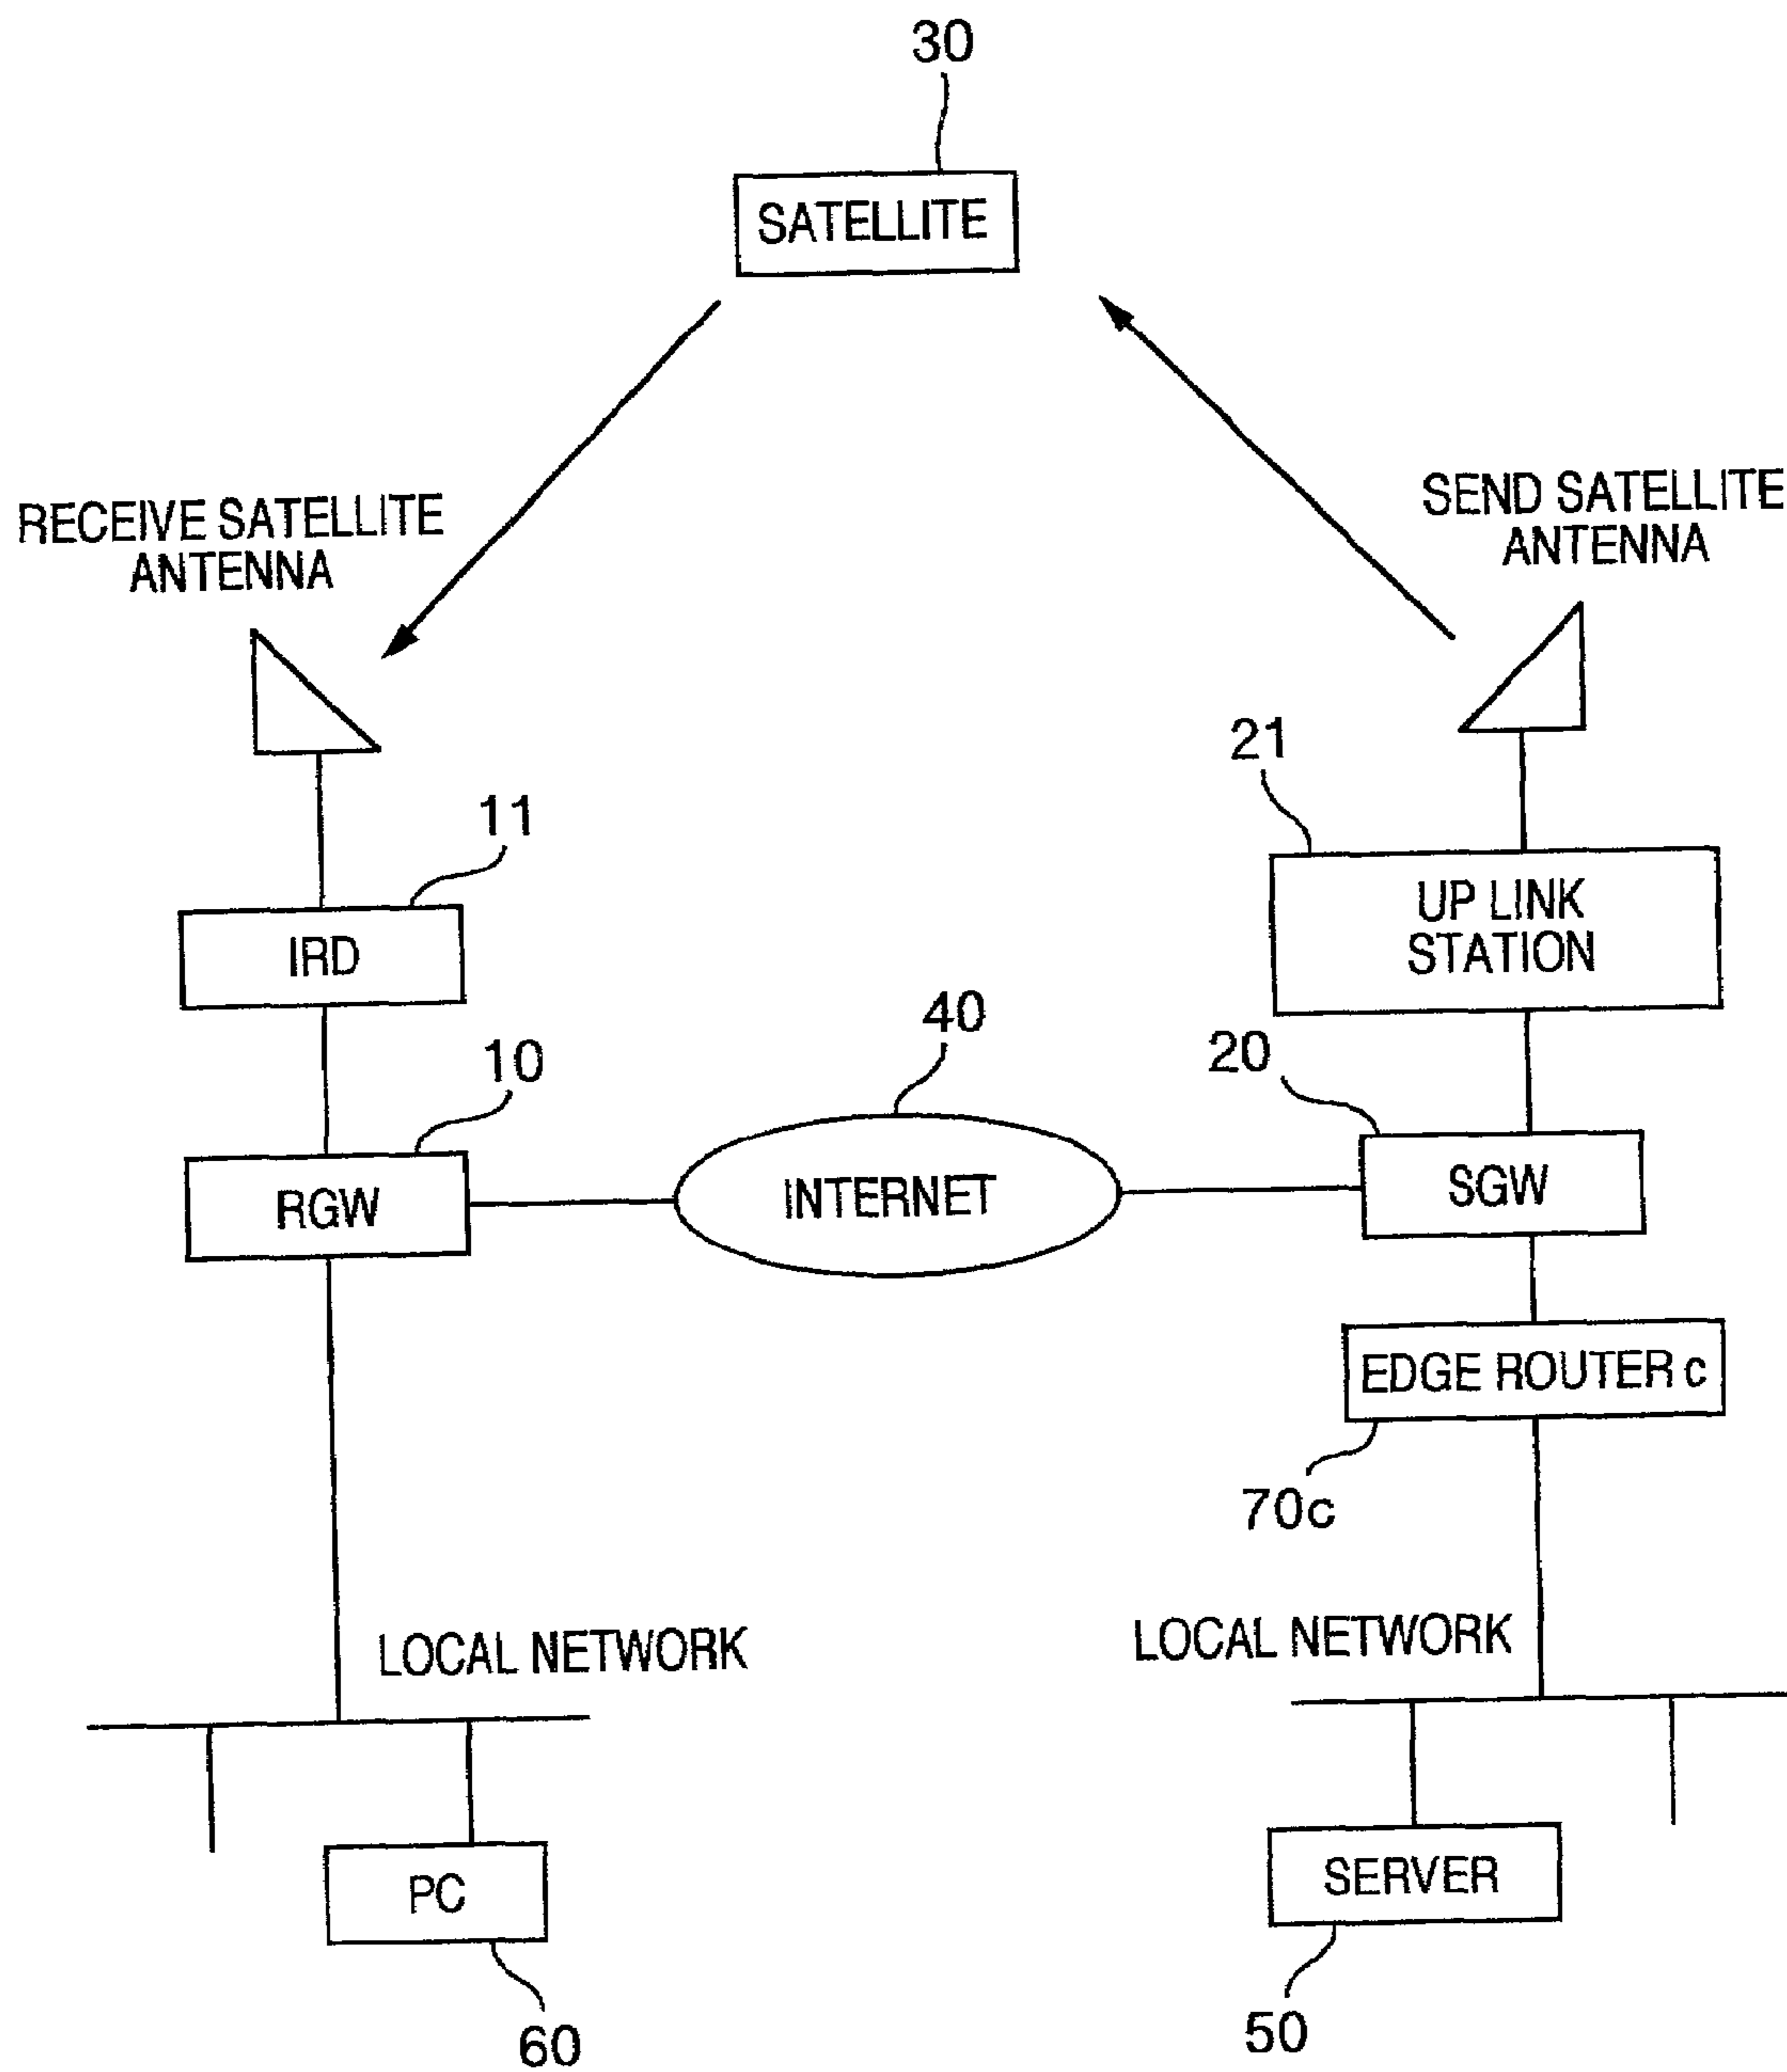 30
SATELLITE
RECEIVE SATELLITE
ANTENNA
SEND SATELLITE
ANTENNA
21
11
UP LINK
STATION
IRD
40
20
10
INTERNET
SGW
RGW
EDGE ROUTER c
70c
LOCAL NETWORK
LOCAL NETWORK
SERVER
PC
50
60